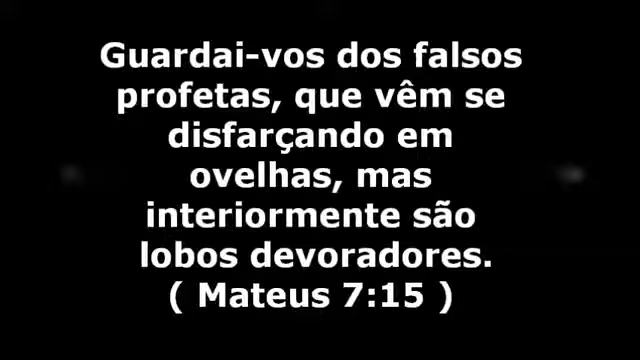 Guardai-vos dos falsos
profetas, que vêm se
disfarçando em
ovelhas, mas
interiormente são
lobos devoradores.
( Mateus 7:15 )